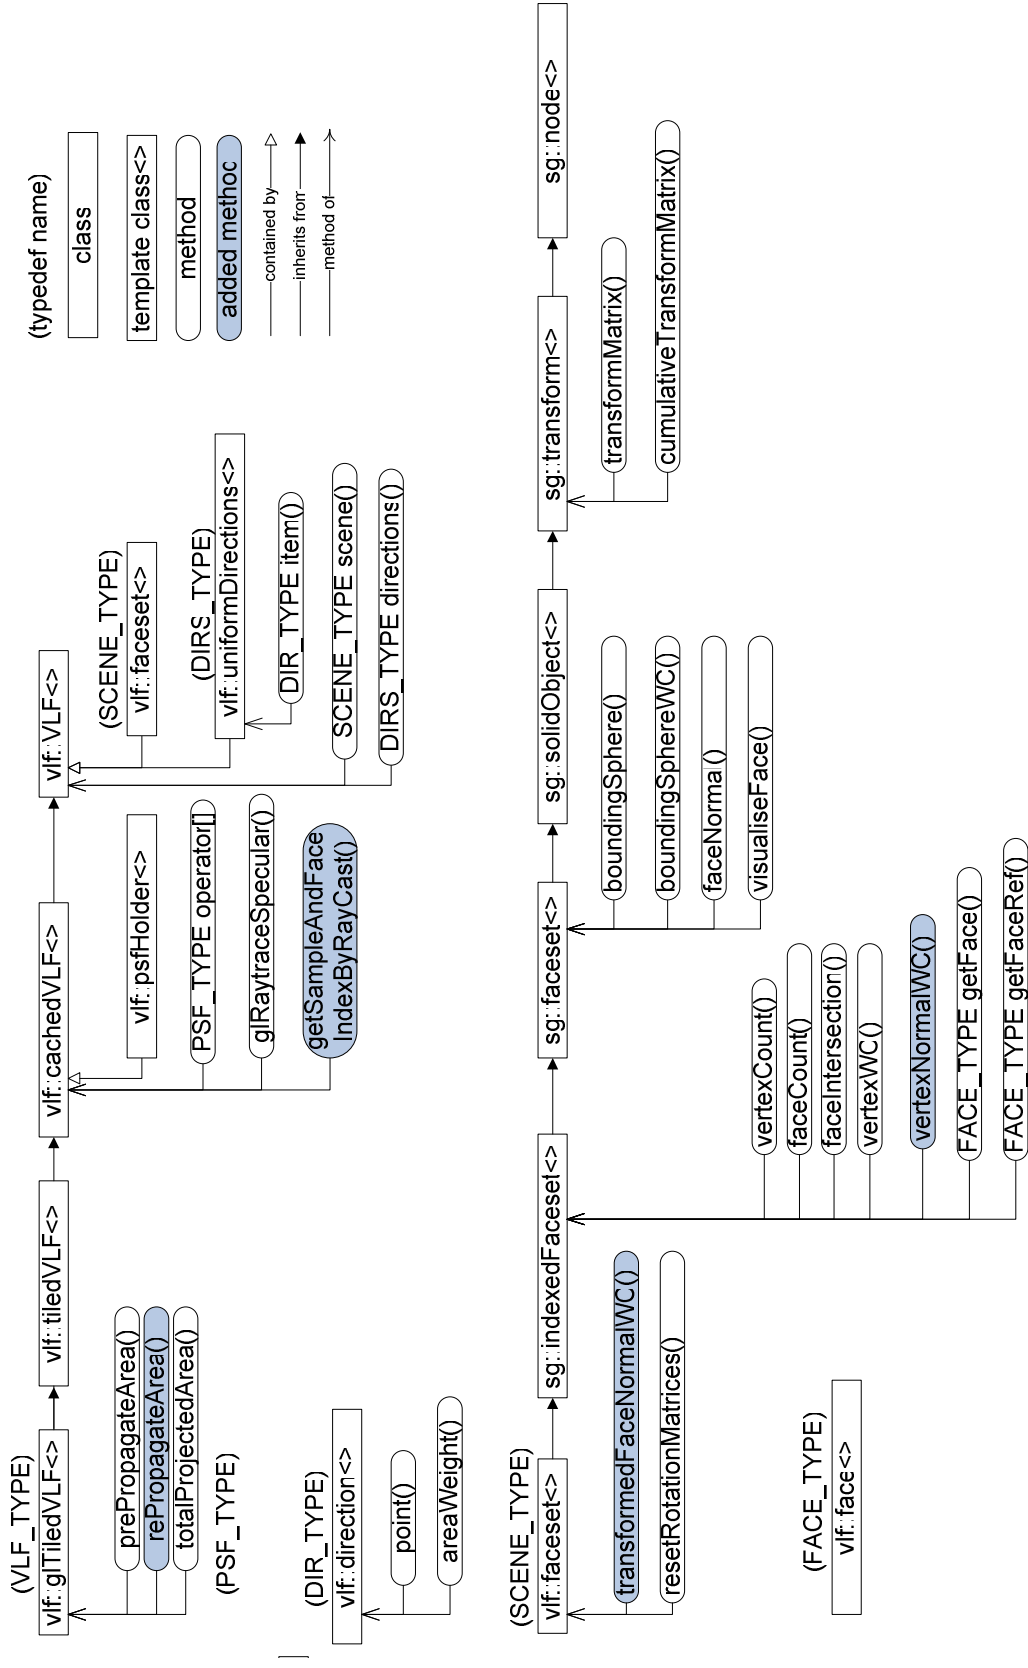 (VLF_TYPE)
vlf::glTiledVLF<>
vlf::tiledVLF<>
vlf::cachedVLF<>
vlf::VLF<>
prePropagateArea()
rePropagateArea()
totalProjectedArea()
(PSF_TYPE)
vlf::psfHolder<>
PSF_TYPE operator[]
glRaytraceSpecular()
getSampleAndFace
IndexByRayCast()
(SCENE_TYPE)
vlf::faceset<>
(DIRS_TYPE)
vlf::uniformDirections<>
DIR_TYPE item()
SCENE_TYPE scene()
DIRS_TYPE directions()
(typedef name)
class
template class<>
method
added methoc
contained by
inherits from
method of
(DIR_TYPE)
vlf::direction<>
point()
areaWeight()
(SCENE_TYPE)
vlf::faceset<>
sg::indexedFaceset<>
sg::faceset<>
sg::solidObject<>
sg::transform<>
sg::node<>
transformedFaceNormalWC()
resetRotationMatrices()
vertexCount()
faceCount()
faceIntersection()
vertexWC()
vertexNormalWC()
FACE_TYPE getFace()
FACE_TYPE getFaceRef()
boundingSphere()
boundingSphereWC()
faceNormal()
visualiseFace()
transformMatrix()
cumulativeTransformMatrix()
(FACE_TYPE)
vlf::face<>